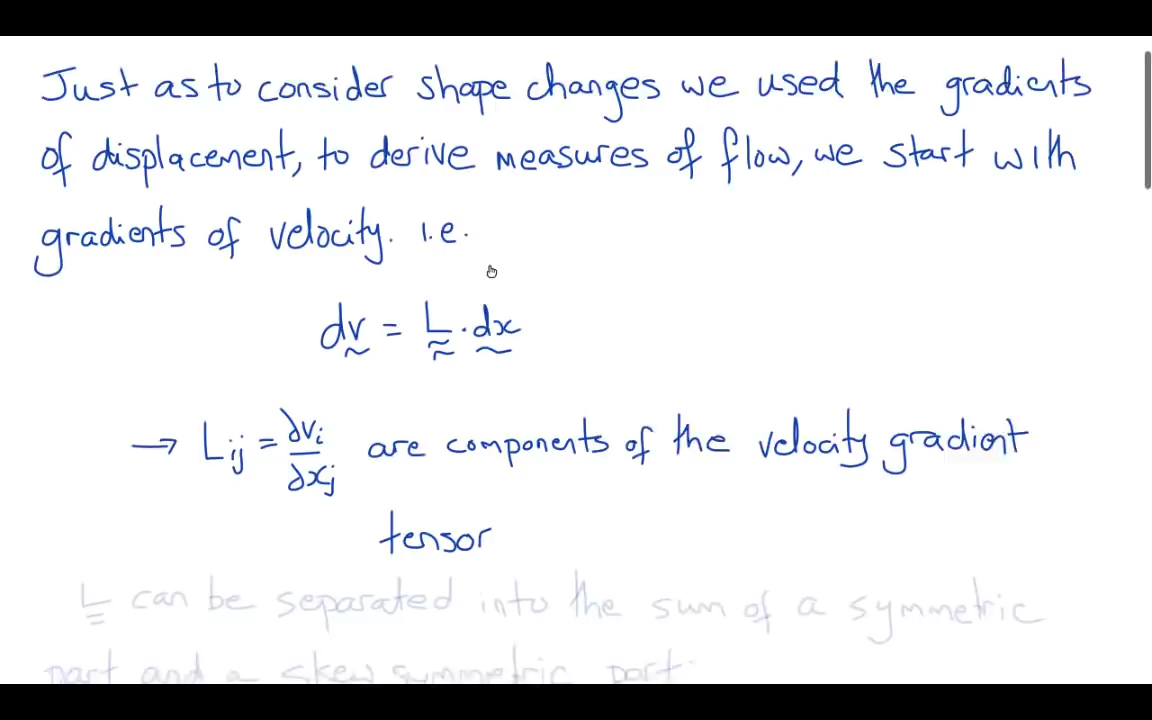 Just as to consider shape changes we used the gradients
of displacement, to derive measures of flow, we start with
gradients of velocity. i.e.
dv = L · dx
→ Lij = ∂vi/∂xj are components of the velocity gradient
tensor
L can be separated into the sum of a symmetric
part and a skew symmetric part.